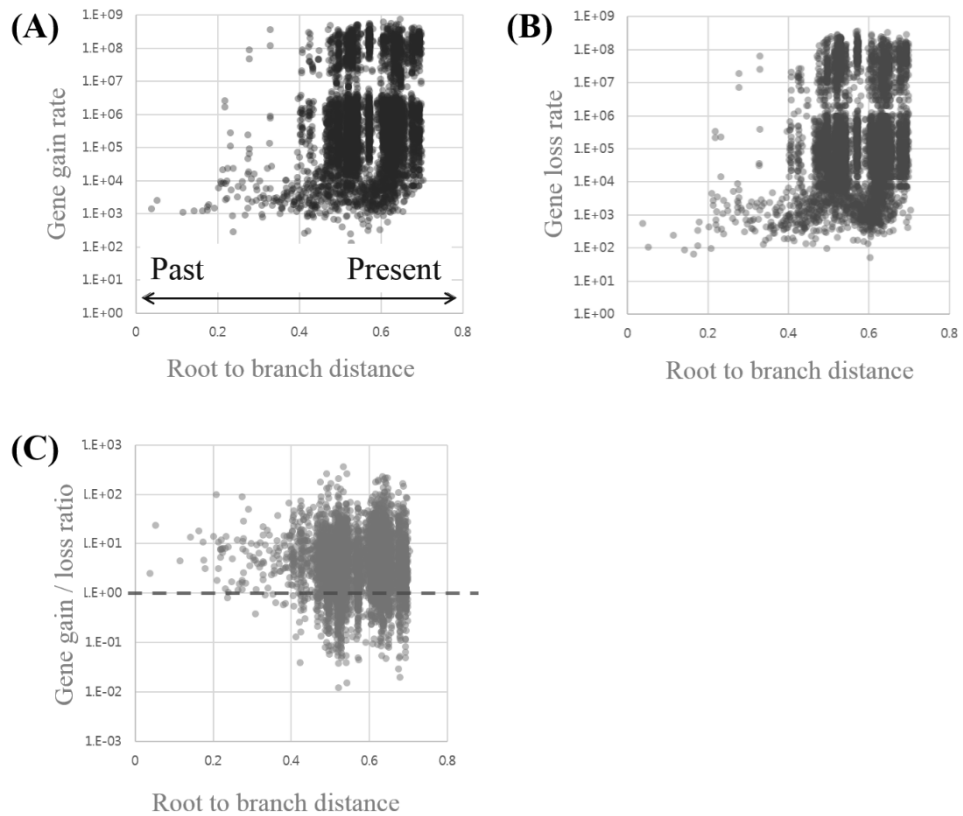 (A)
Gene gain rate
1.E+09
1.E+08
1.E+07
1.E+06
1.E+05
1.E+04
1.E+03
1.E+02
1.E+01
1.E+00
Past
Present
0
0.2
0.4
0.6
0.8
Root to branch distance
(B)
Gene loss rate
1.E+09
1.E+08
1.E+07
1.E+06
1.E+05
1.E+04
1.E+03
1.E+02
1.E+01
1.E+00
0
0.2
0.4
0.6
0.8
Root to branch distance
(C)
Gene gain / loss ratio
1.E+03
1.E+02
1.E+01
1.E+00
1.E-01
1.E-02
1.E-03
0
0.2
0.4
0.6
0.8
Root to branch distance